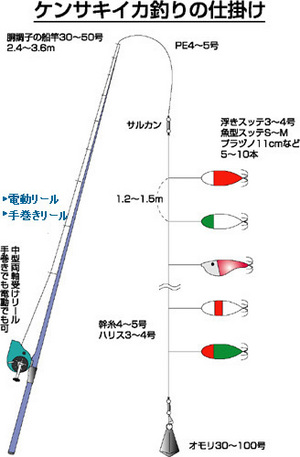 ケンサキイカ釣りの仕掛け
胴調子の船竿30〜50号
2.4〜3.6m
PE4〜5号
サルカン
浮きスッテ3〜4号
魚型スッテS〜M
プラヅノ11cmなど
5〜10本
1.2〜1.5m
電動リール
手巻きリール
中型両軸受けリール
手巻きでも電動でも可
幹糸4〜5号
ハリス3〜4号
オモリ30〜100号